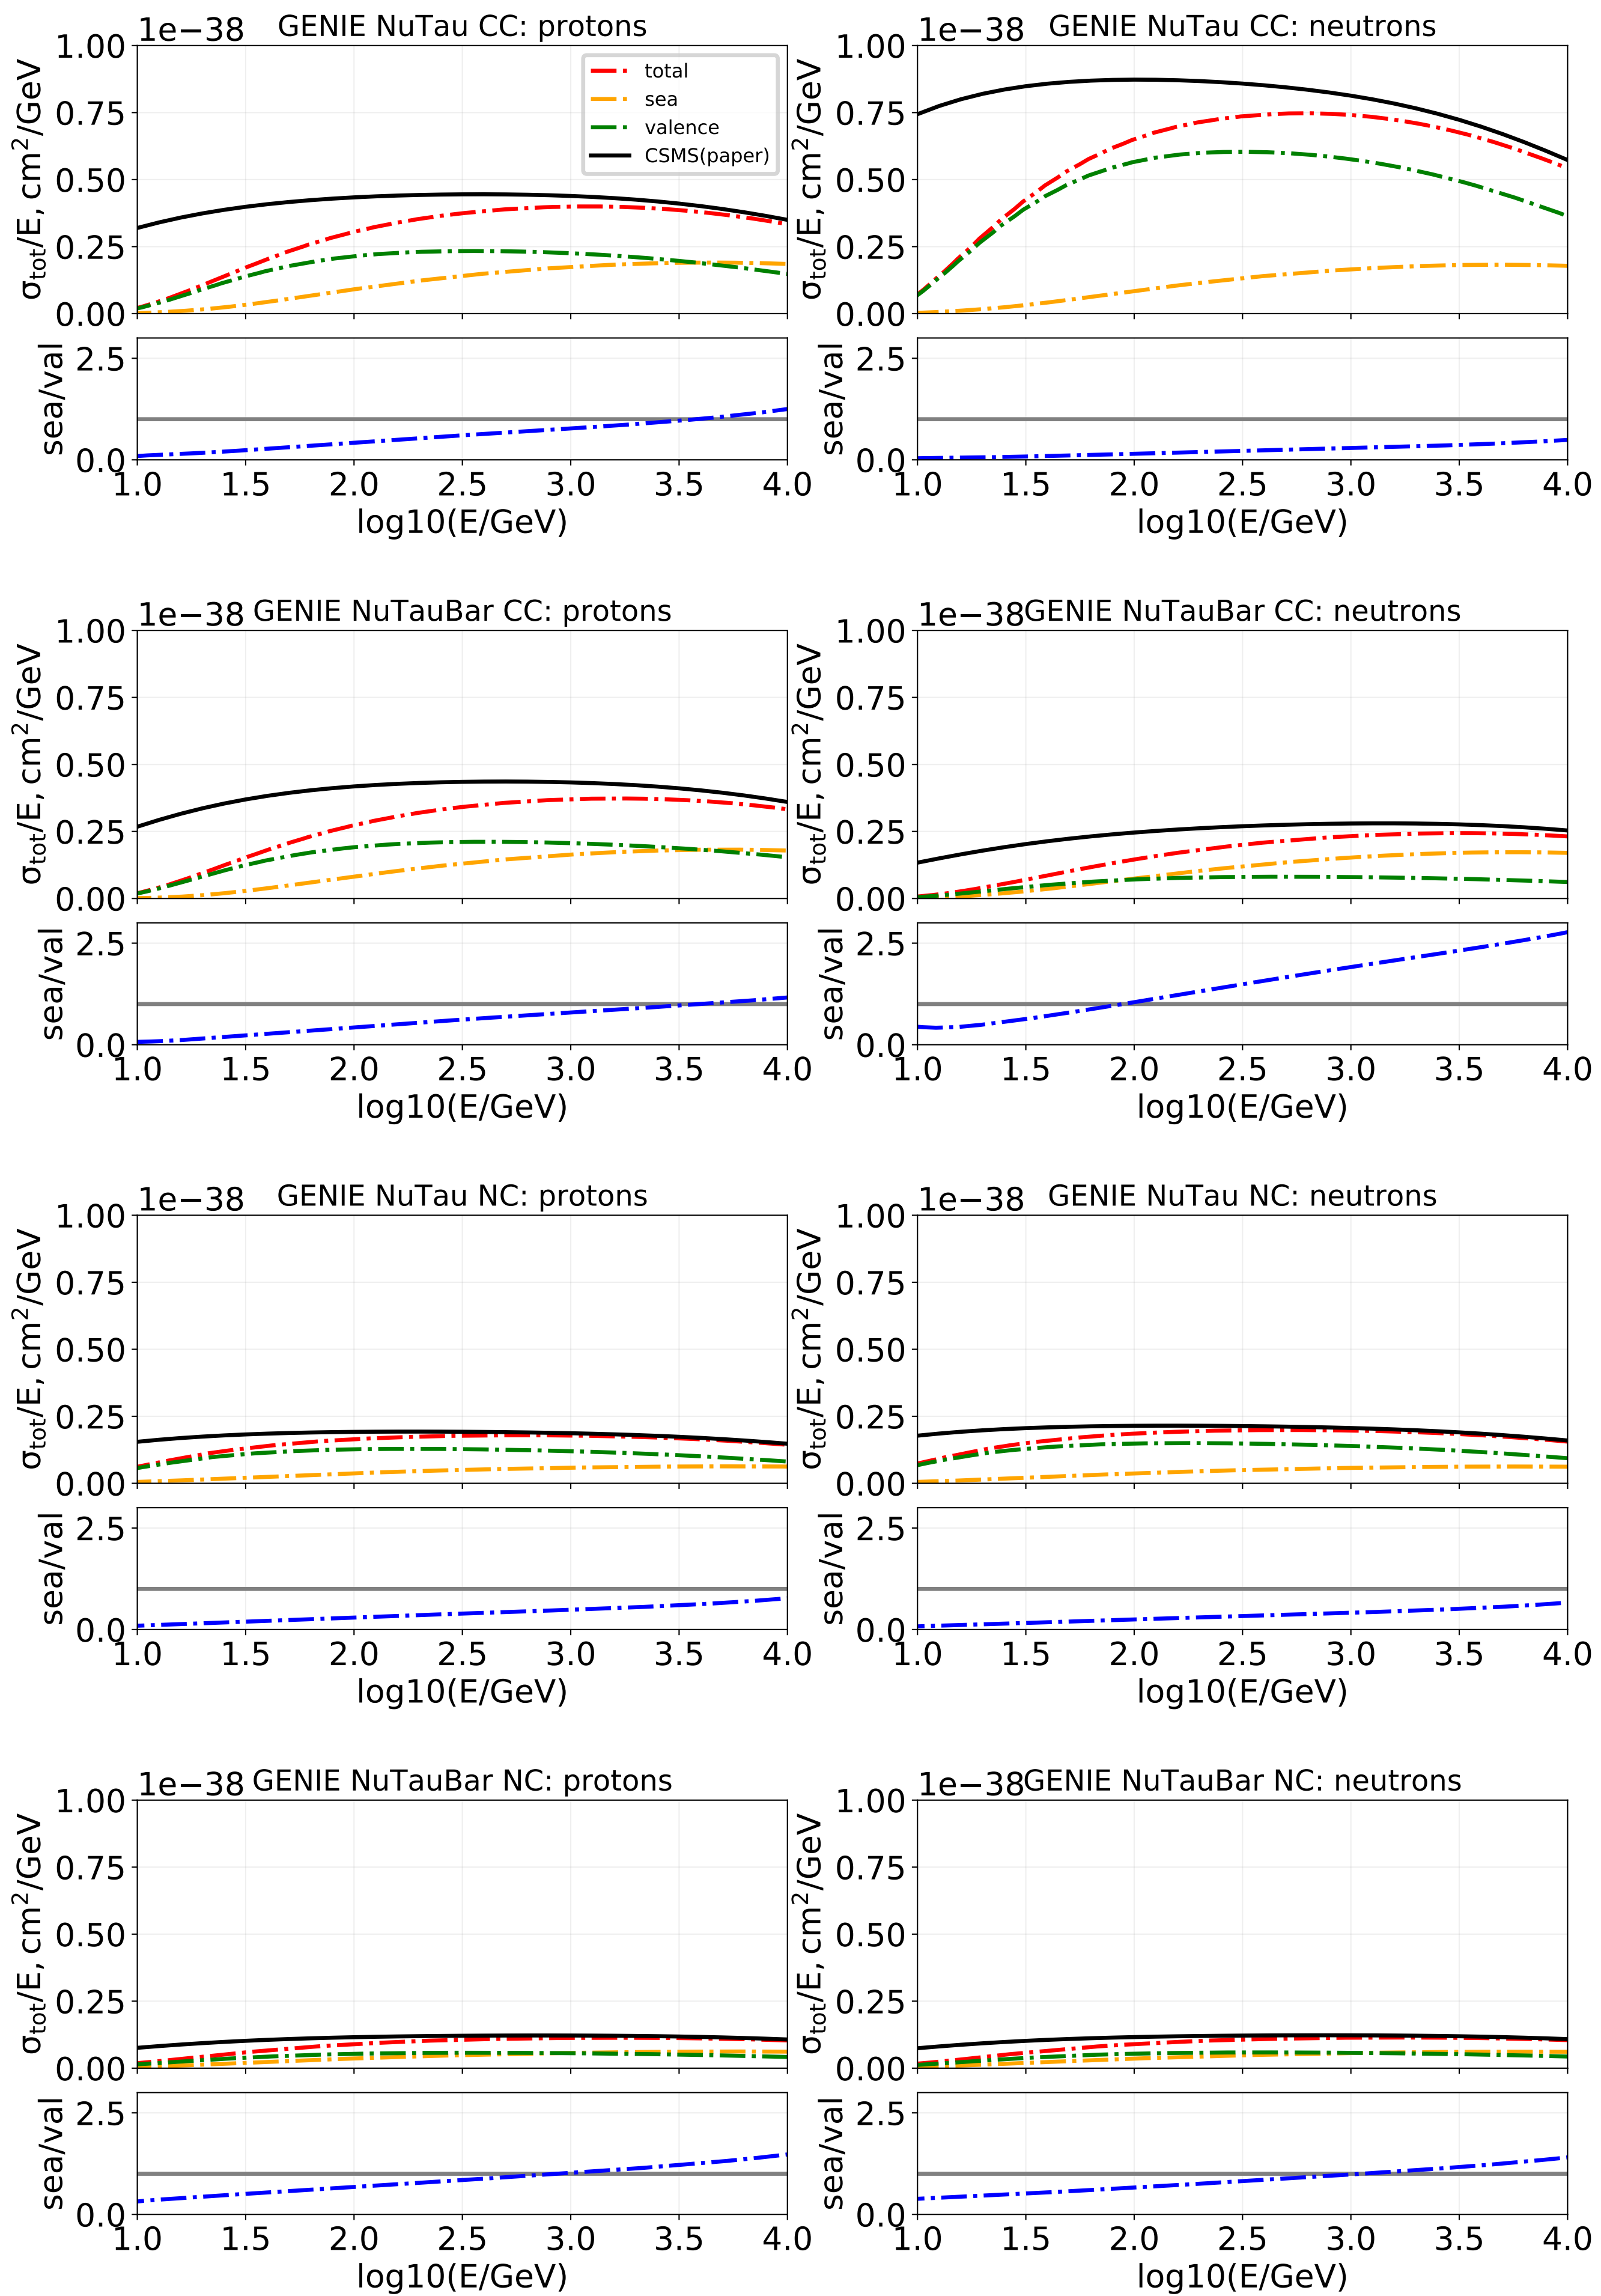 1e−38 GENIE NuTau CC: protons
1.00
0.75
0.50
0.25
0.00
σtot/E, cm²/GeV
total
sea
valence
CSMS(paper)
2.5
0.0
sea/val
1.0 1.5 2.0 2.5 3.0 3.5 4.0
log10(E/GeV)
1e−38 GENIE NuTau CC: neutrons
1.00
0.75
0.50
0.25
0.00
σtot/E, cm²/GeV
2.5
0.0
sea/val
1.0 1.5 2.0 2.5 3.0 3.5 4.0
log10(E/GeV)
1e−38 GENIE NuTauBar CC: protons
1.00
0.75
0.50
0.25
0.00
σtot/E, cm²/GeV
2.5
0.0
sea/val
1.0 1.5 2.0 2.5 3.0 3.5 4.0
log10(E/GeV)
1e−38 GENIE NuTauBar CC: neutrons
1.00
0.75
0.50
0.25
0.00
σtot/E, cm²/GeV
2.5
0.0
sea/val
1.0 1.5 2.0 2.5 3.0 3.5 4.0
log10(E/GeV)
1e−38 GENIE NuTau NC: protons
1.00
0.75
0.50
0.25
0.00
σtot/E, cm²/GeV
2.5
0.0
sea/val
1.0 1.5 2.0 2.5 3.0 3.5 4.0
log10(E/GeV)
1e−38 GENIE NuTau NC: neutrons
1.00
0.75
0.50
0.25
0.00
σtot/E, cm²/GeV
2.5
0.0
sea/val
1.0 1.5 2.0 2.5 3.0 3.5 4.0
log10(E/GeV)
1e−38 GENIE NuTauBar NC: protons
1.00
0.75
0.50
0.25
0.00
σtot/E, cm²/GeV
2.5
0.0
sea/val
1.0 1.5 2.0 2.5 3.0 3.5 4.0
log10(E/GeV)
1e−38 GENIE NuTauBar NC: neutrons
1.00
0.75
0.50
0.25
0.00
σtot/E, cm²/GeV
2.5
0.0
sea/val
1.0 1.5 2.0 2.5 3.0 3.5 4.0
log10(E/GeV)